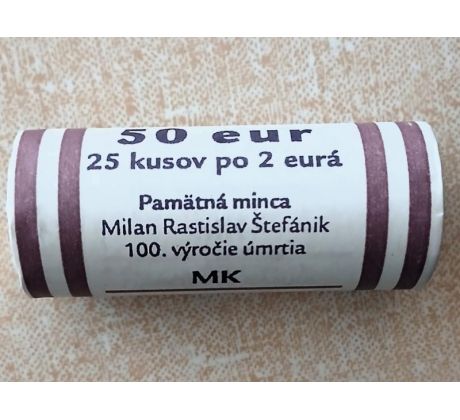 50 eur
25 kusov po 2 eurá
Pamätná minca
Milan Rastislav Štefánik
100. výročie úmrtia
MK